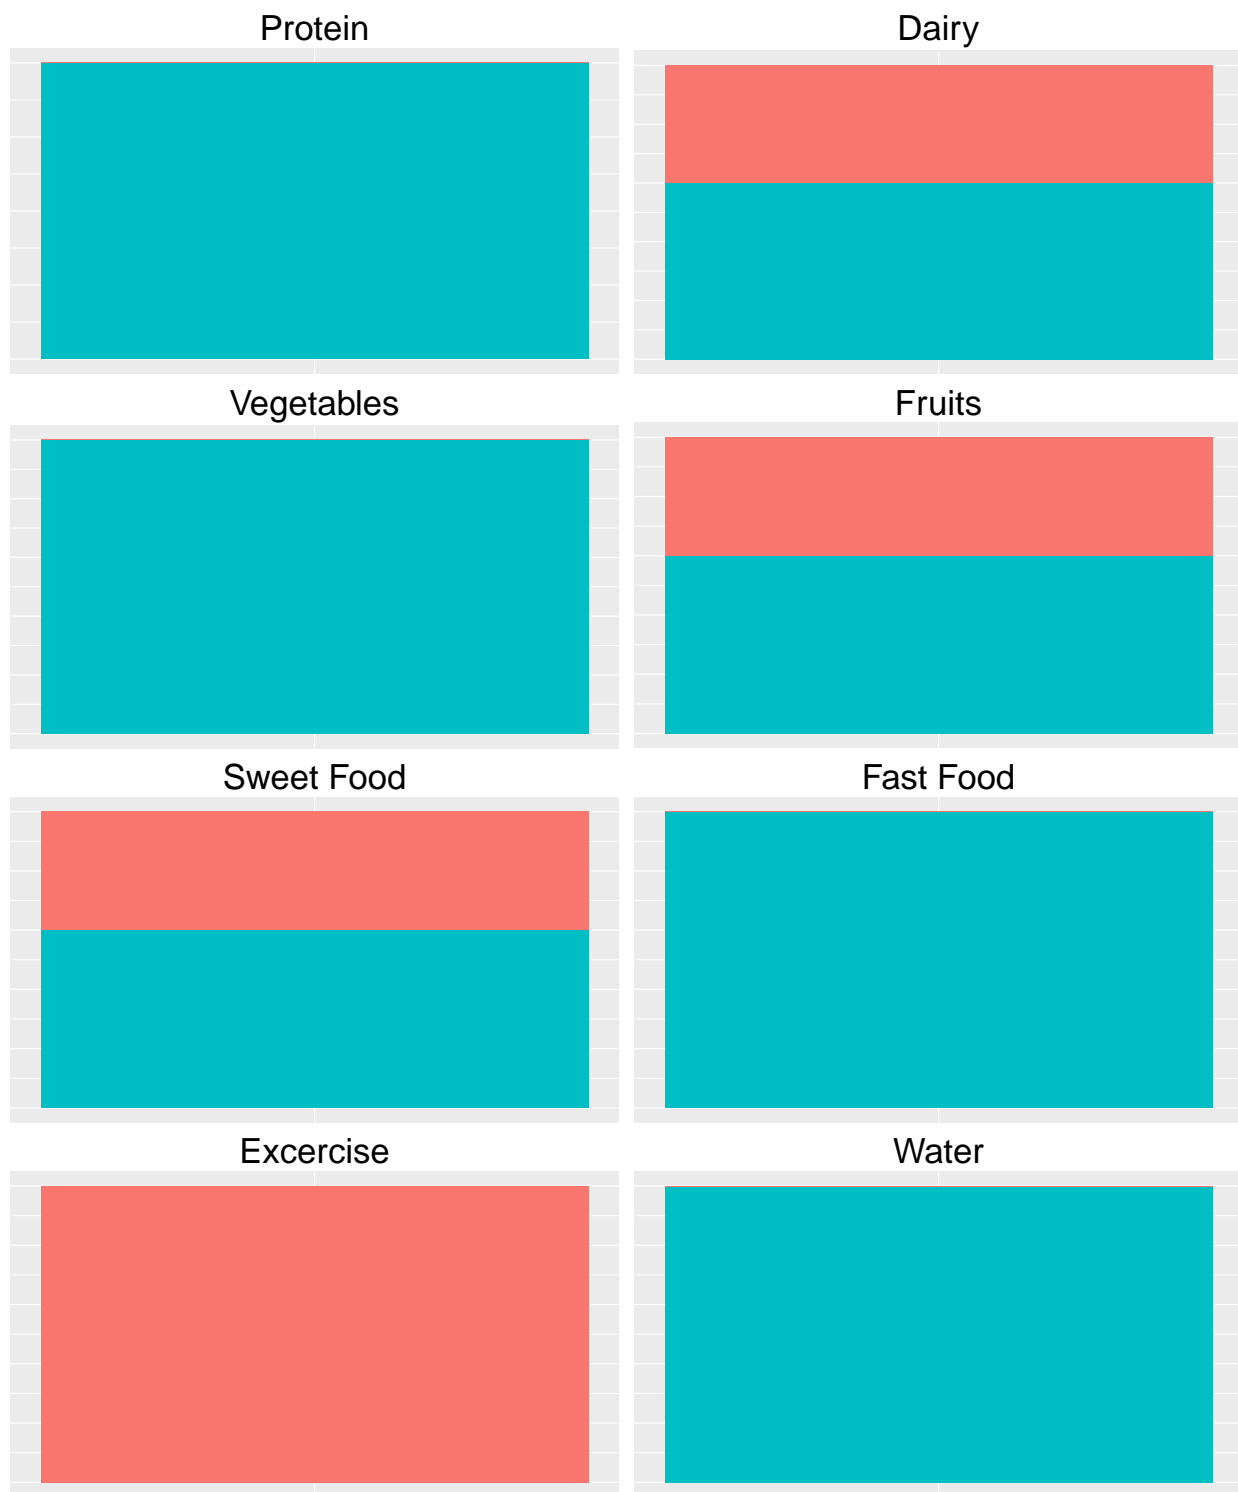 Protein
Dairy
Vegetables
Fruits
Sweet Food
Fast Food
Excercise
Water